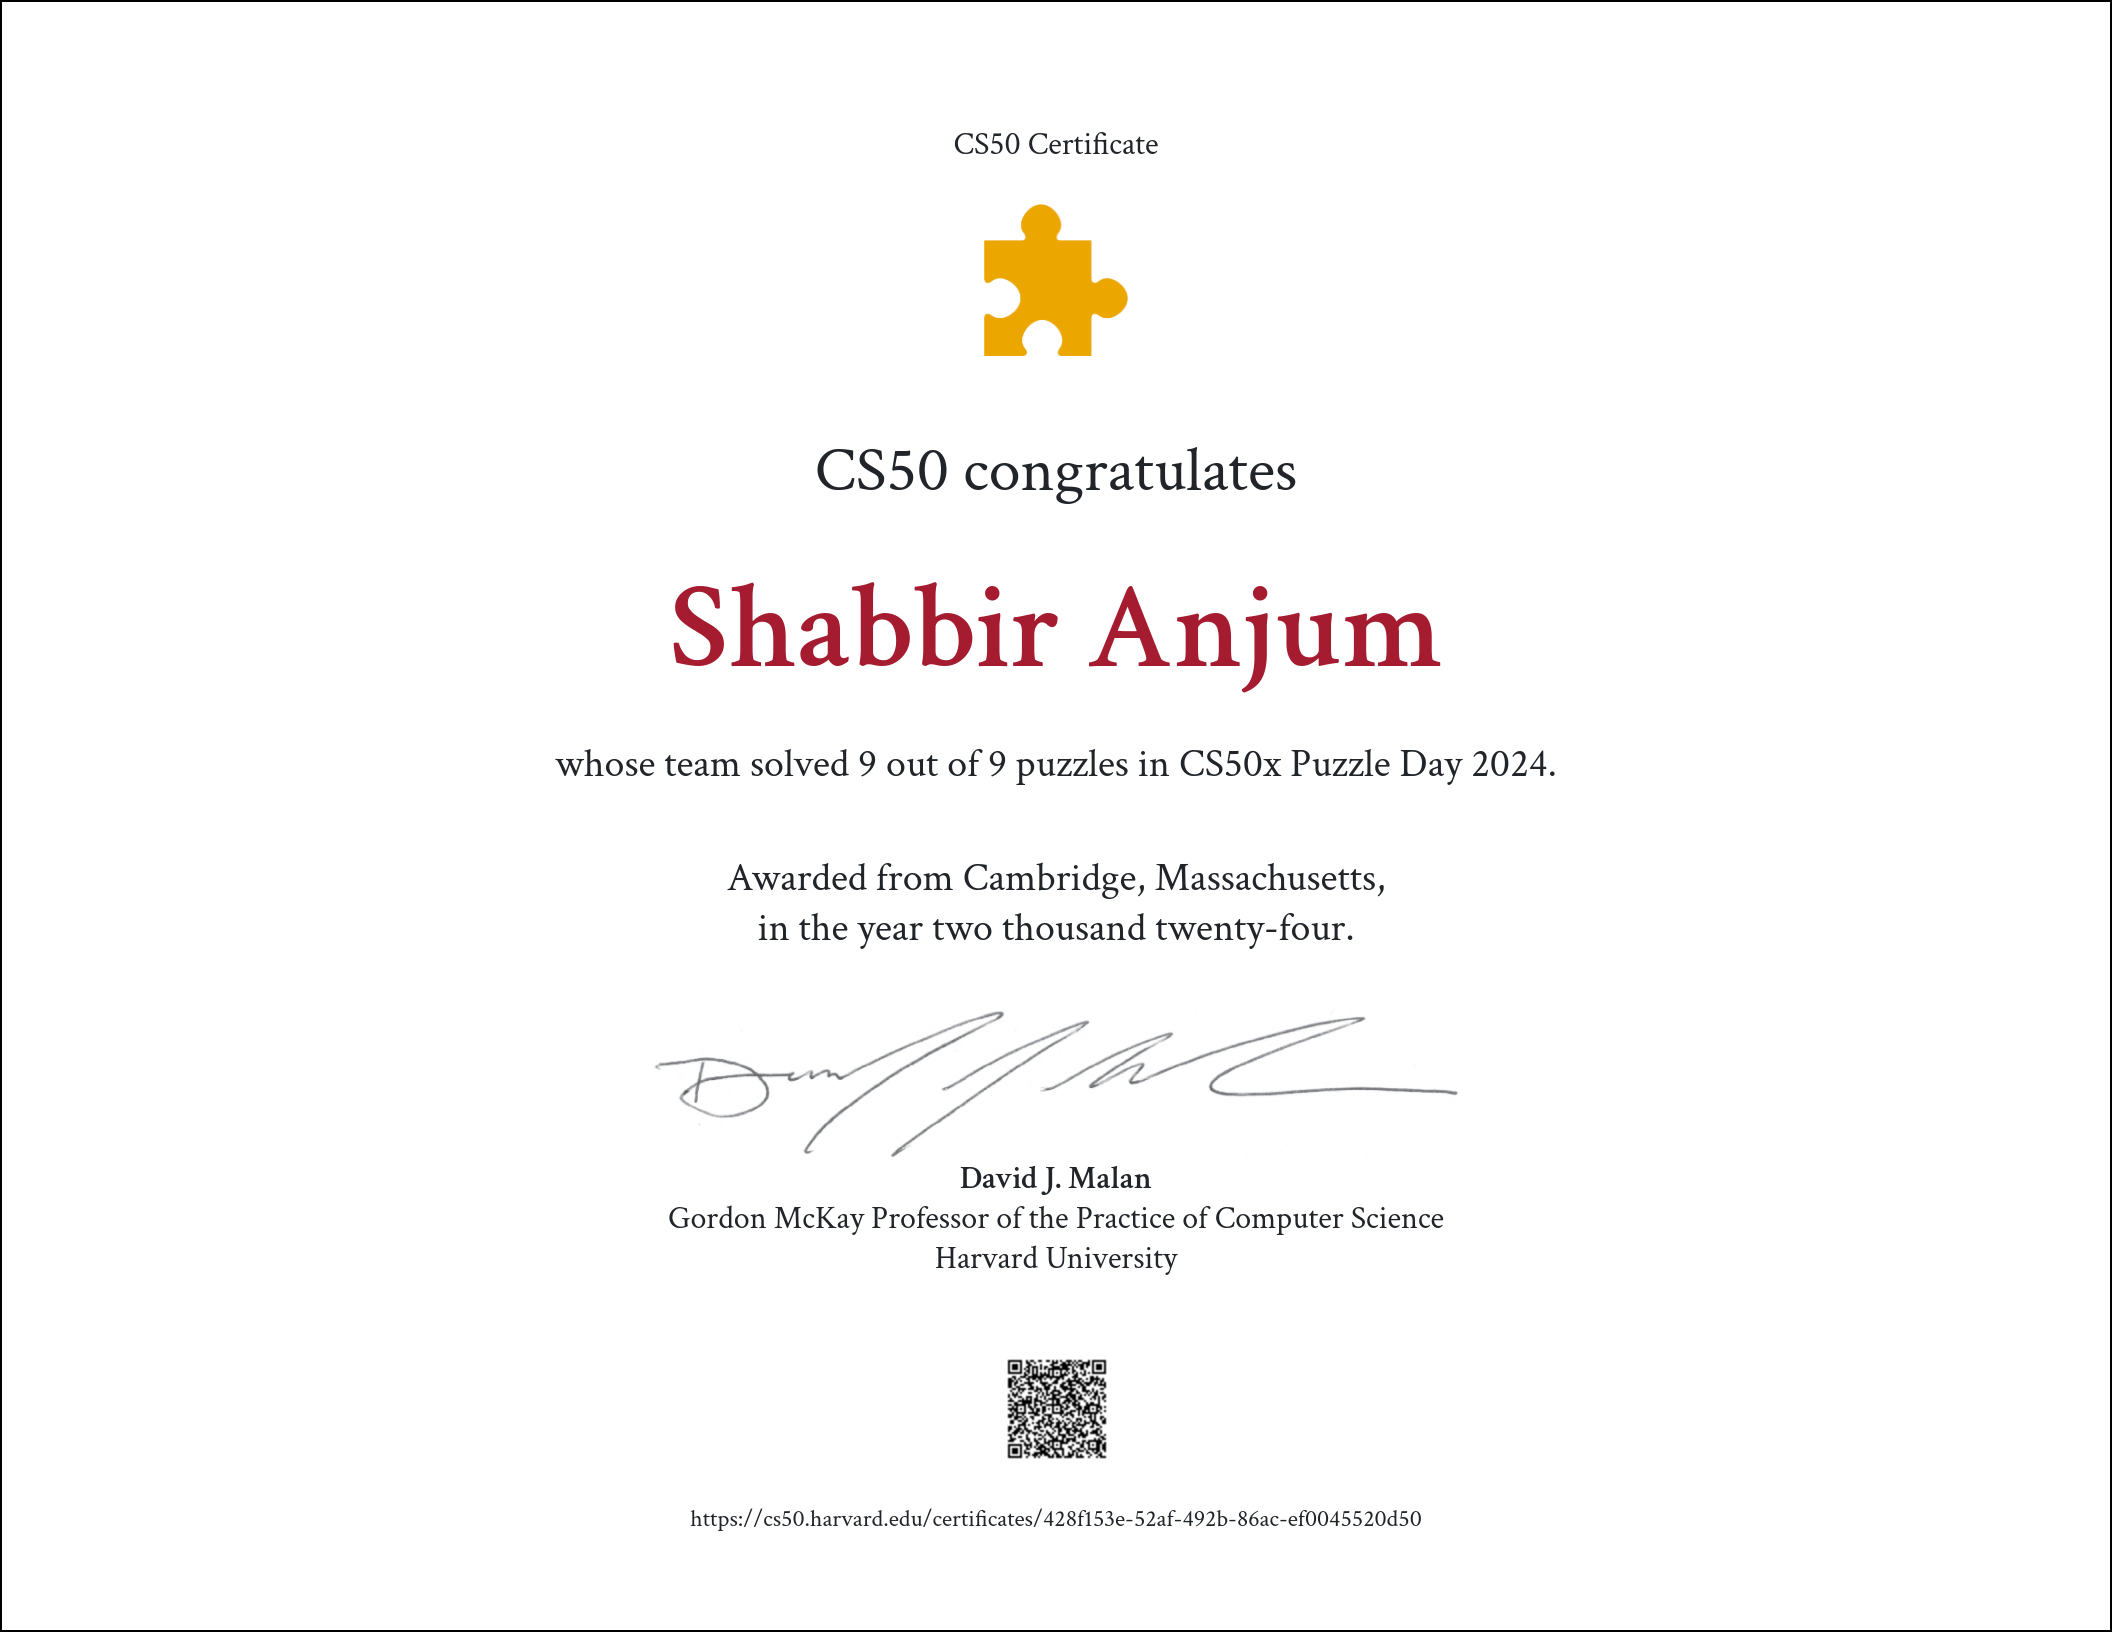 CS50 Certificate
CS50 congratulates
Shabbir Anjum
whose team solved 9 out of 9 puzzles in CS50x Puzzle Day 2024.
Awarded from Cambridge, Massachusetts,
in the year two thousand twenty-four.
David J. Malan
Gordon McKay Professor of the Practice of Computer Science
Harvard University
https://cs50.harvard.edu/certificates/428f153e-52af-492b-86ac-ef0045520d50